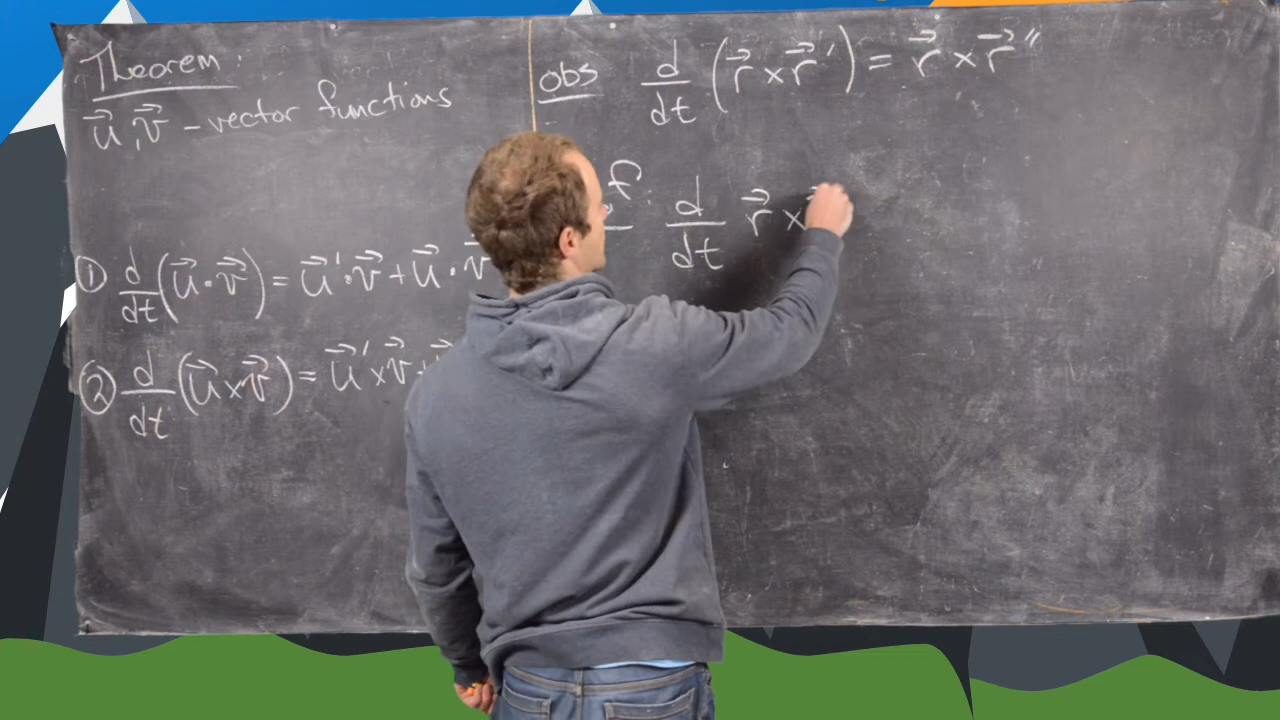 Theorem:
u⃗, v⃗ - vector functions
① d/dt (u⃗ · v⃗) = u⃗' · v⃗ + u⃗ · v⃗
② d/dt (u⃗ × v⃗) = u⃗' × v⃗ +
obs d/dt (r⃗ × r⃗') = r⃗ × r⃗''
f: d/dt r⃗ ×